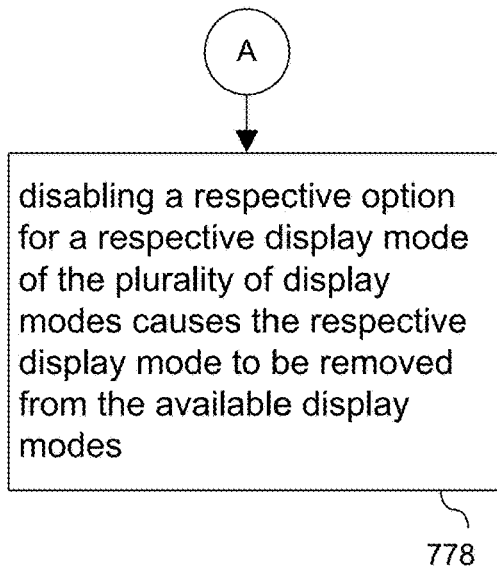 A
disabling a respective option
for a respective display mode
of the plurality of display
modes causes the respective
display mode to be removed
from the available display
modes
778